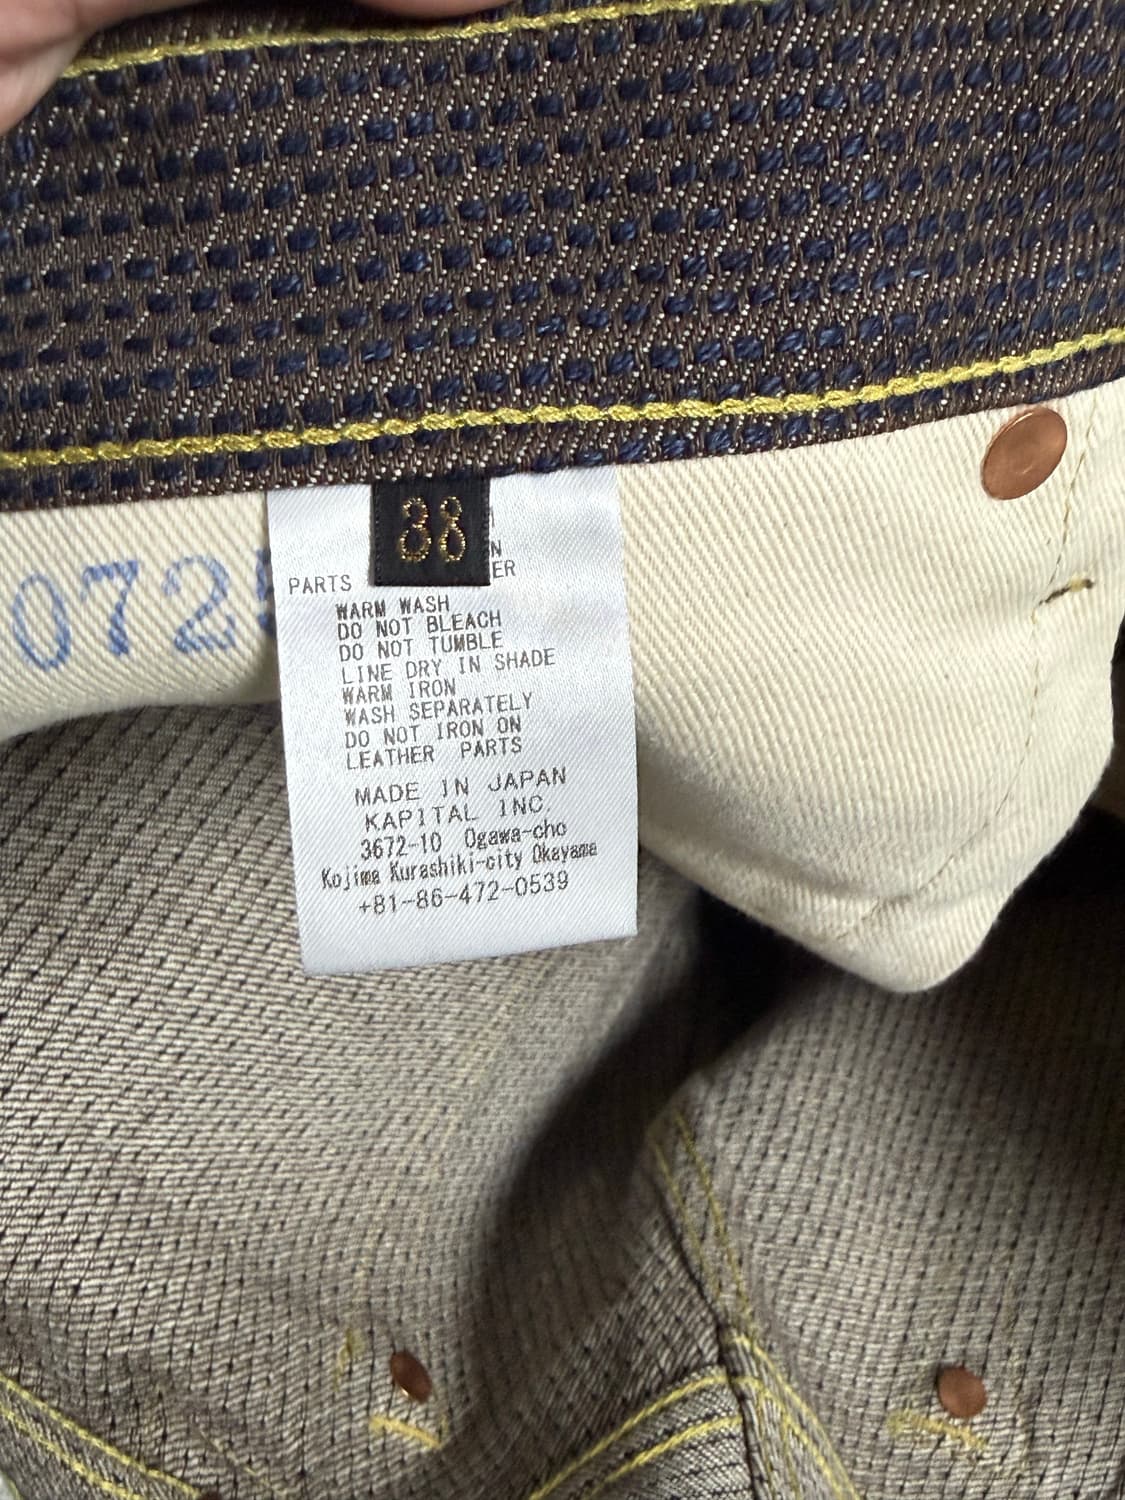 38
N
ER
PARTS
WARM WASH
DO NOT BLEACH
DO NOT TUMBLE
LINE DRY IN SHADE
WARM IRON
WASH SEPARATELY
DO NOT IRON ON
LEATHER PARTS
MADE IN JAPAN
KAPITAL INC.
3672-10 Ogawa-cho
Kojima Kurashiki-city Okayama
+81-86-472-0539
0725